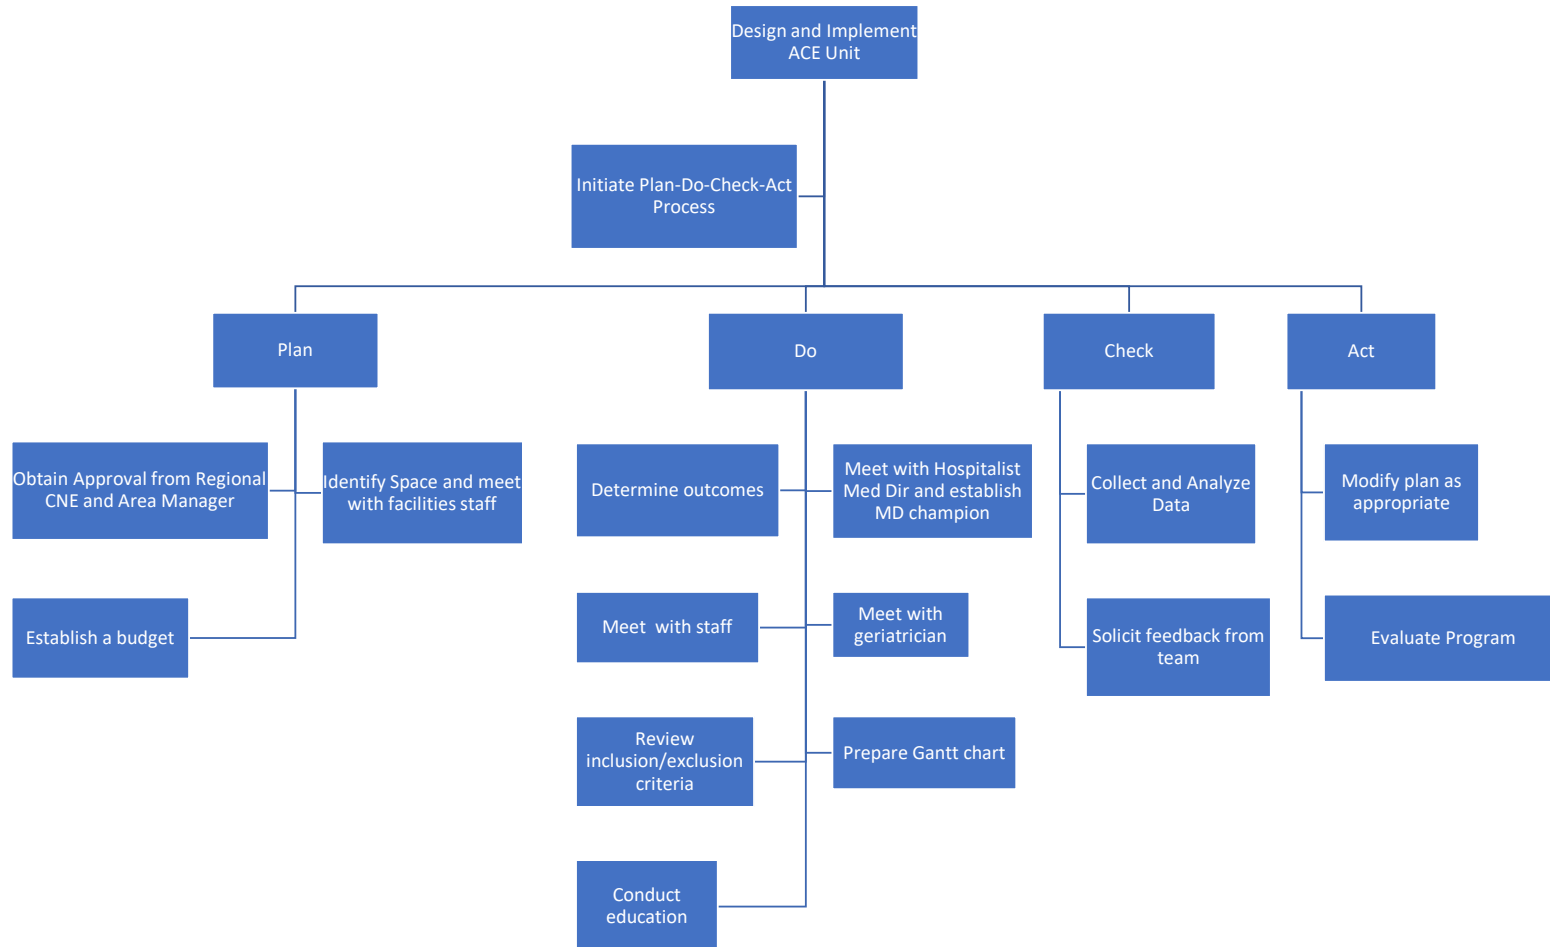 Design and Implement
ACE Unit
Initiate Plan-Do-Check-Act
Process
Plan
Do
Check
Act
Obtain Approval from Regional
CNE and Area Manager
Identify Space and meet
with facilities staff
Establish a budget
Determine outcomes
Meet with Hospitalist
Med Dir and establish
MD champion
Meet with staff
Meet with
geriatrician
Review
inclusion/exclusion
criteria
Prepare Gantt chart
Conduct
education
Collect and Analyze
Data
Solicit feedback from
team
Modify plan as
appropriate
Evaluate Program